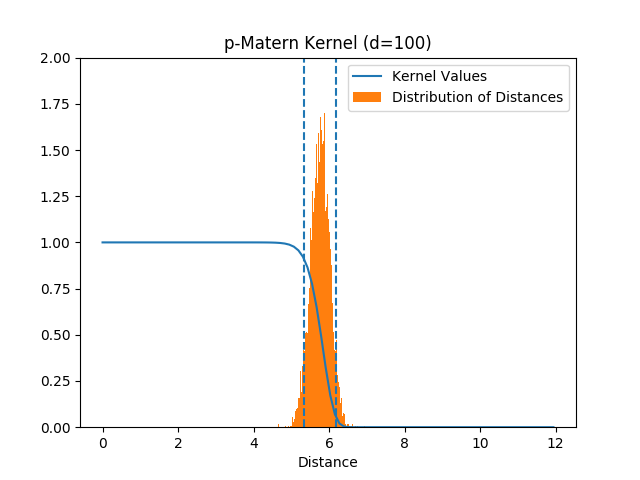 p-Matern Kernel (d=100)
2.00
1.75
1.50
1.25
1.00
0.75
0.50
0.25
0.00
Kernel Values
Distribution of Distances
0 2 4 6 8 10 12
Distance